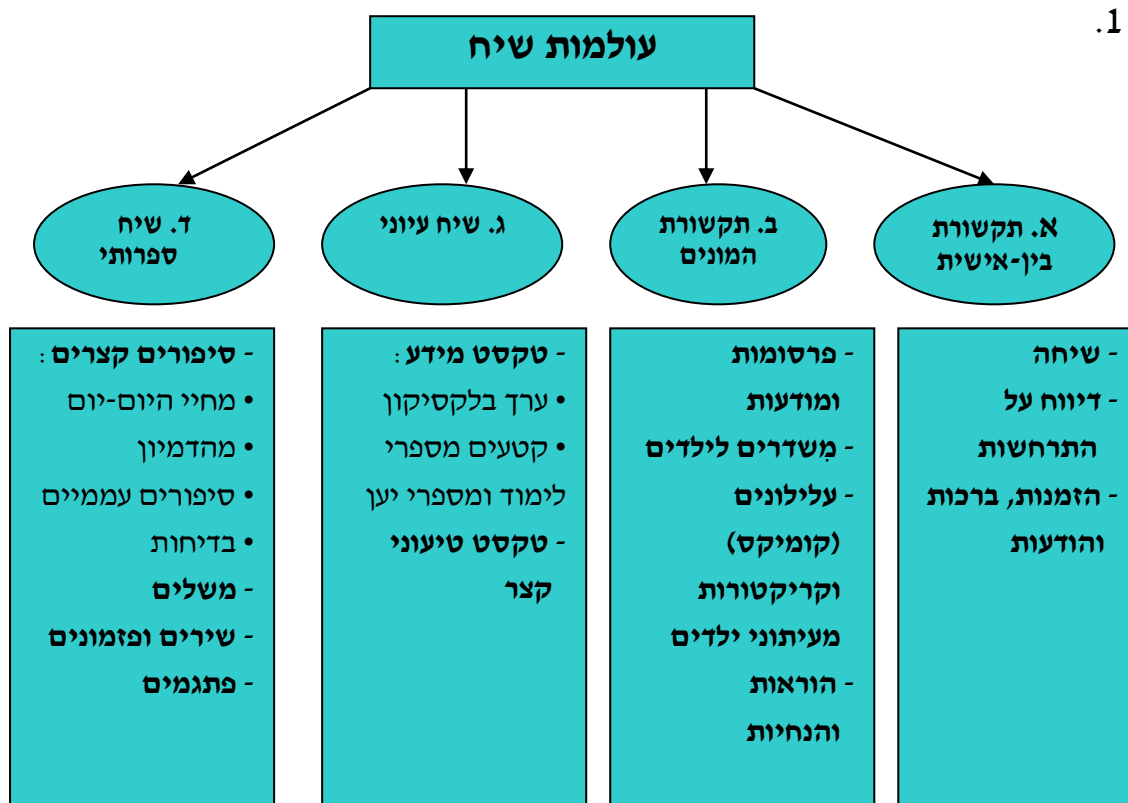 1.
עולמות שיח
א. תקשורת
בין-אישית
ב. תקשורת
המונים
ג. שיח עיוני
ד. שיח
ספרותי
- שיחה
- דיווח על
התרחשות
- הזמנות, ברכות
והודעות
- פרסומות
ומודעות
- מִשדרים לילדים
- עלילונים
(קומיקס)
וקריקטורות
מעיתוני ילדים
- הוראות
והנחיות
- טקסט מידע:
• ערך בלקסיקון
• קטעים מספרי
לימוד ומספרי יען
- טקסט טיעוני
קצר
- סיפורים קצרים:
• מחיי היום-יום
• מהדמיון
• סיפורים עממיים
• בדיחות
- משלים
- שירים ופזמונים
- פתגמים